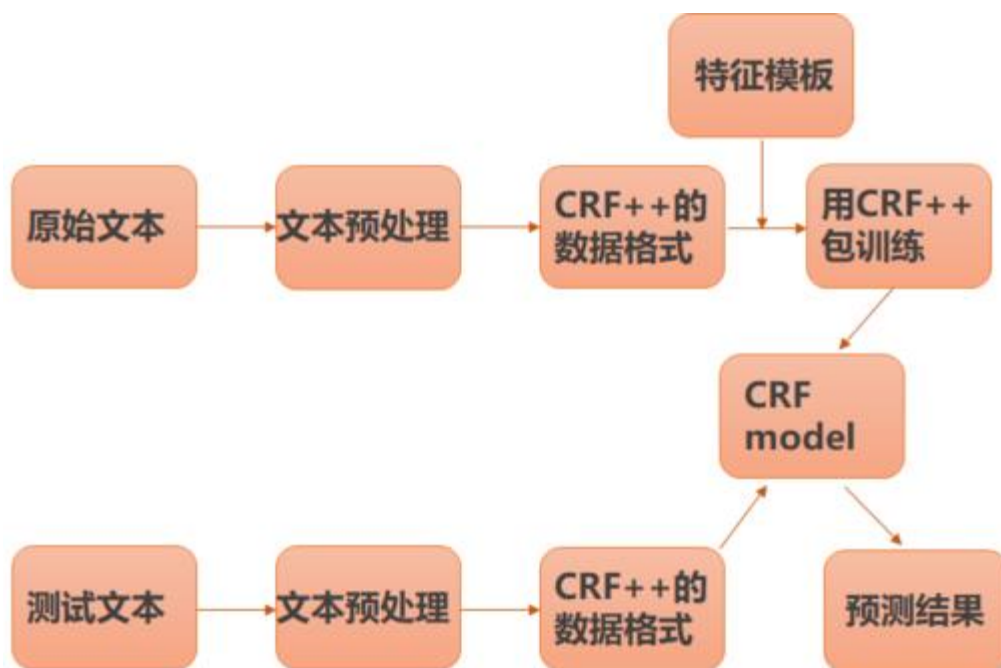 特征模板
原始文本
文本预处理
CRF++的
数据格式
用CRF++
包训练
CRF
model
测试文本
文本预处理
CRF++的
数据格式
预测结果